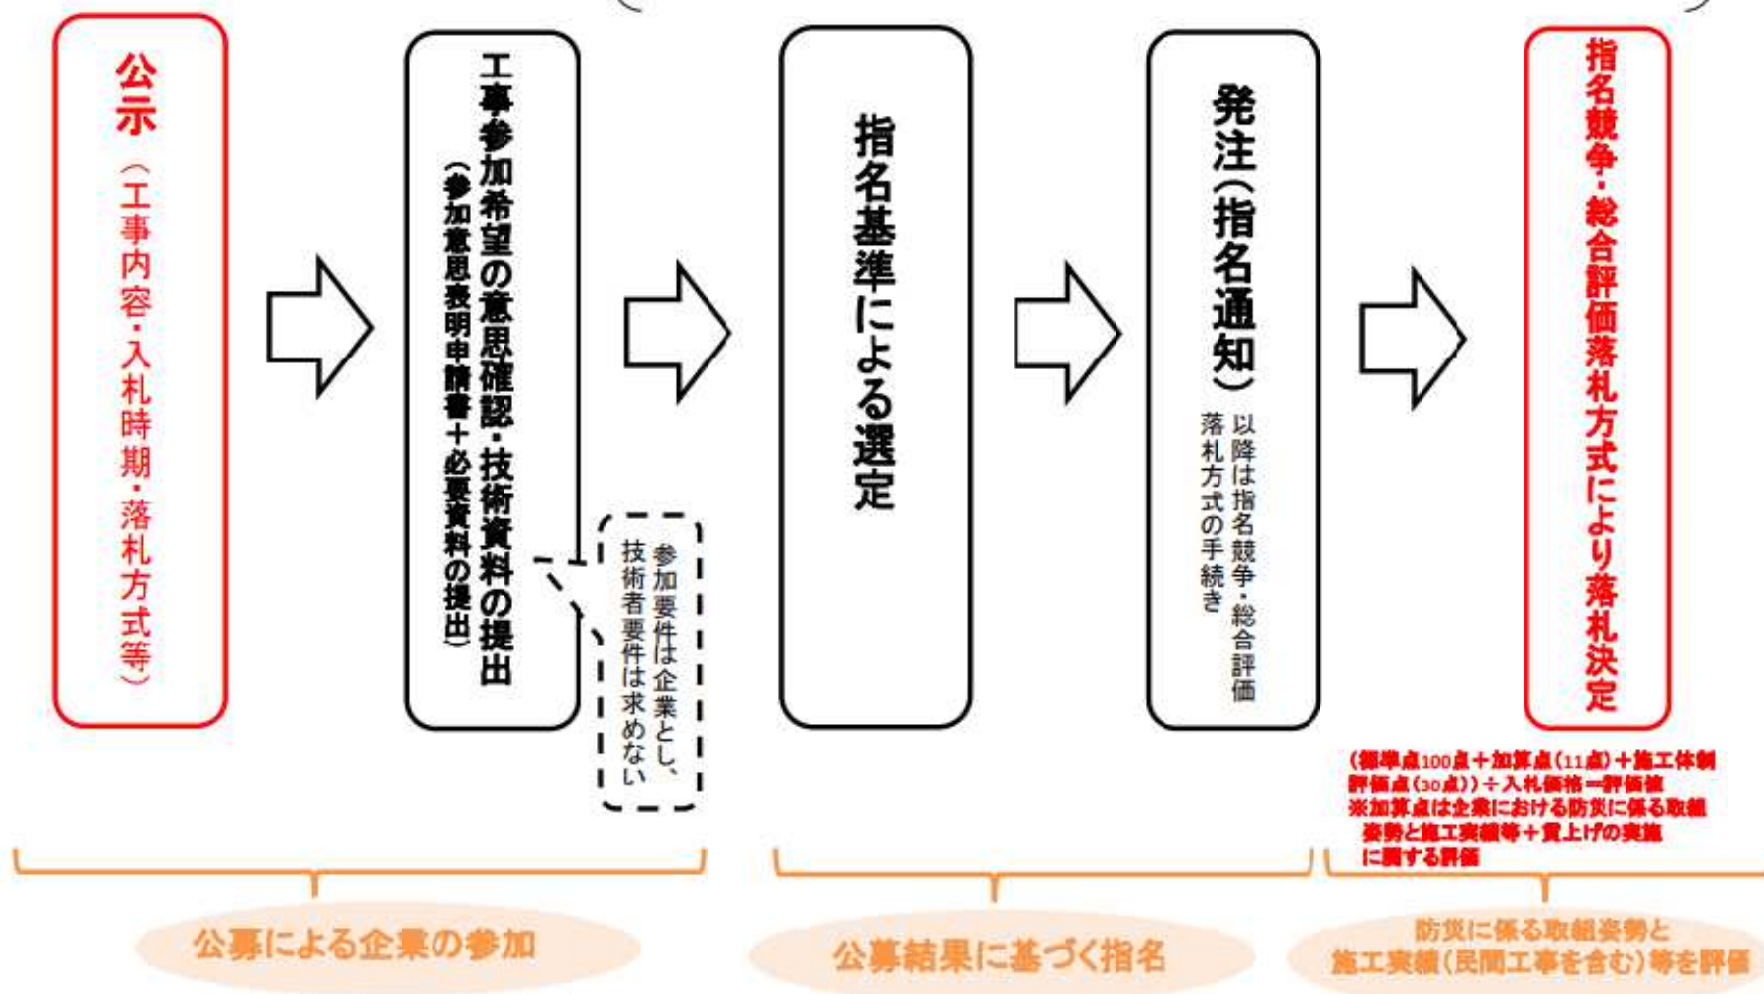 公示（工事内容・入札時期・落札方式等）
工事参加希望の意思確認・技術資料の提出
（参加意思表明申請書＋必要資料の提出）
参加要件は企業とし、
技術者要件は求めない
指名基準による選定
発注（指名通知）
以降は指名競争・総合評価
落札方式の手続き
指名競争・総合評価落札方式により落札決定
（標準点100点＋加算点（11点）＋施工体制
評価点（30点））÷入札価格＝評価値
※加算点は企業における防災に係る取組
姿勢と施工実績等＋賃上げの実施
に関する評価
公募による企業の参加
公募結果に基づく指名
防災に係る取組姿勢と
施工実績（民間工事を含む）等を評価